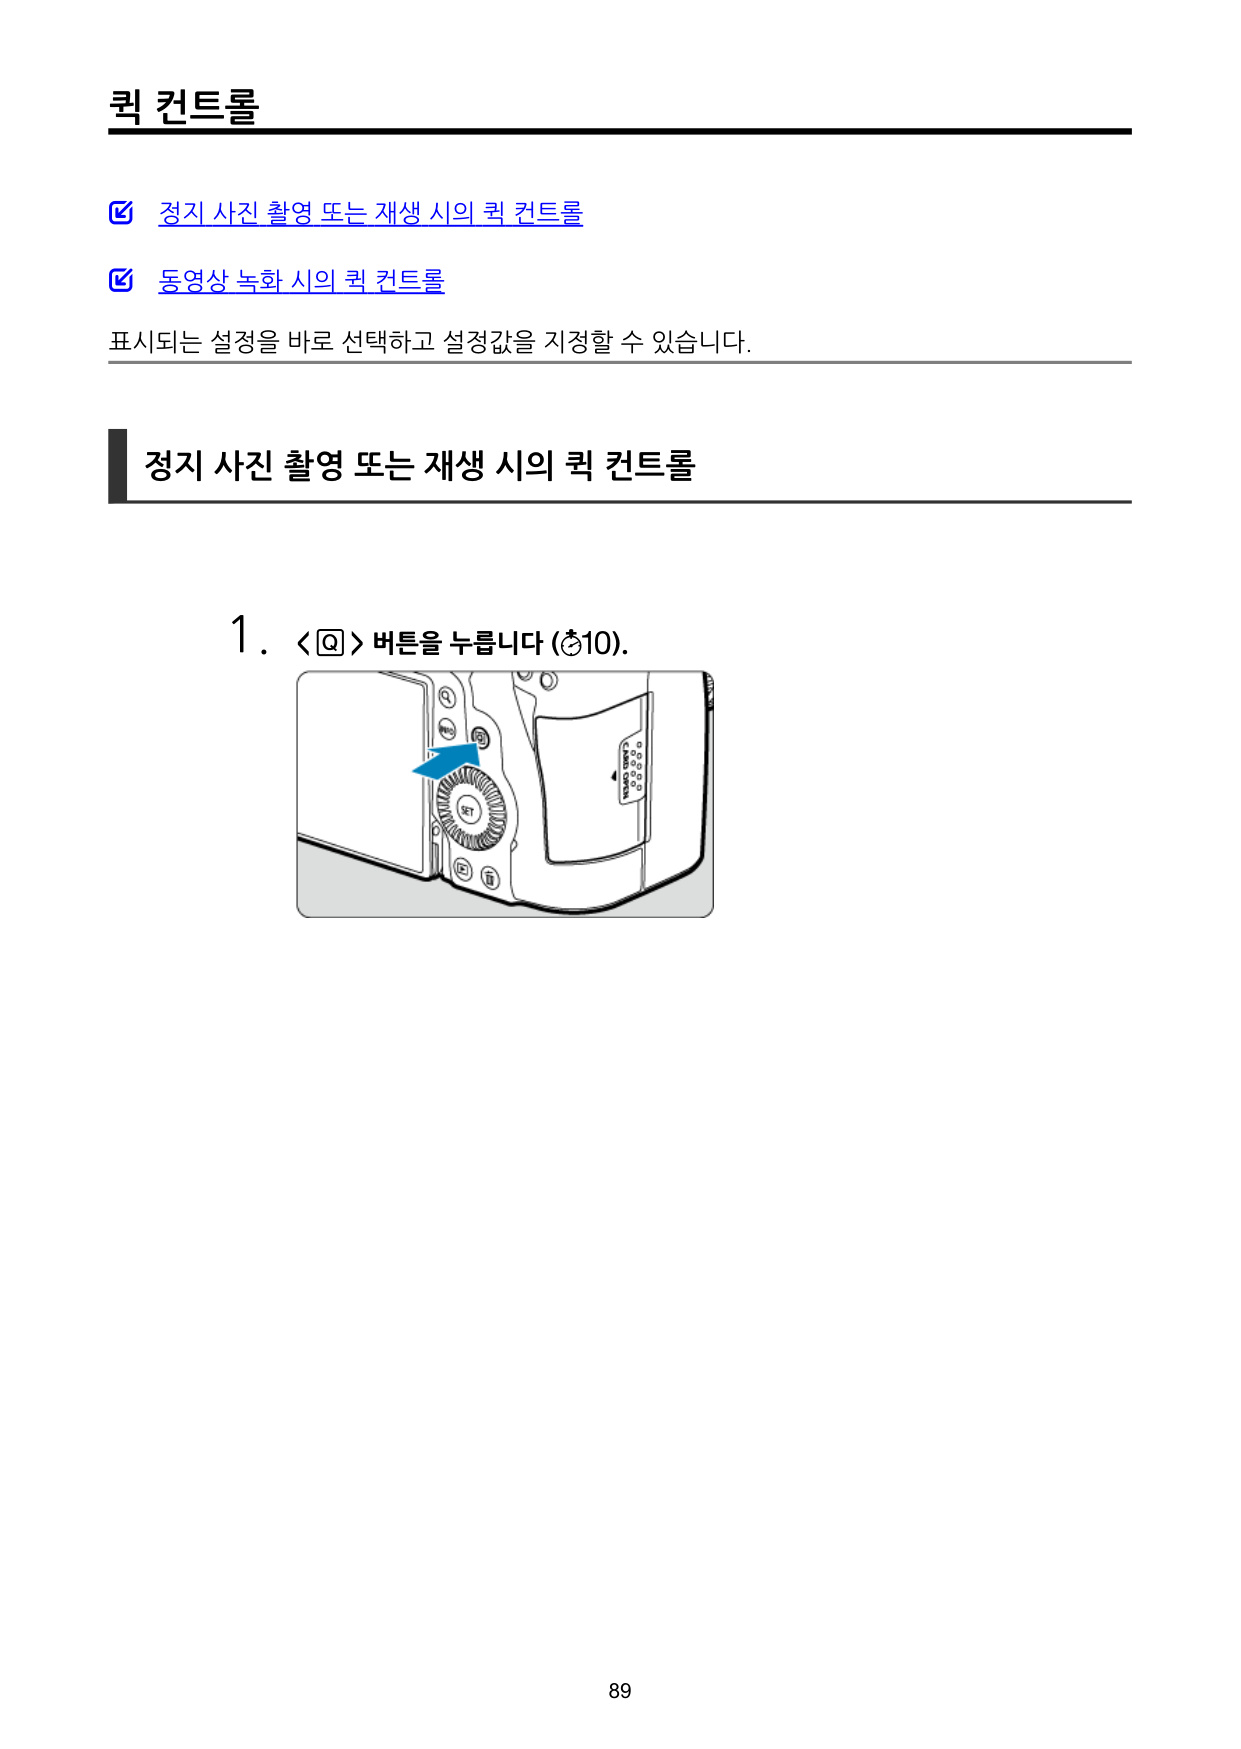 퀵 컨트롤
정지 사진 촬영 또는 재생 시의 퀵 컨트롤
동영상 녹화 시의 퀵 컨트롤
표시되는 설정을 바로 선택하고 설정값을 지정할 수 있습니다.
정지 사진 촬영 또는 재생 시의 퀵 컨트롤
1. <Q> 버튼을 누릅니다 (⏱10).
INFO
CARD OPEN
SET
89